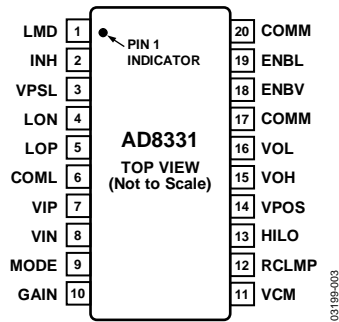 LMD 1
INH 2
VPSL 3
LON 4
LOP 5
COML 6
VIP 7
VIN 8
MODE 9
GAIN 10
PIN 1
INDICATOR
AD8331
TOP VIEW
(Not to Scale)
20 COMM
19 ENBL
18 ENBV
17 COMM
16 VOL
15 VOH
14 VPOS
13 HILO
12 RCLMP
11 VCM
03199-003